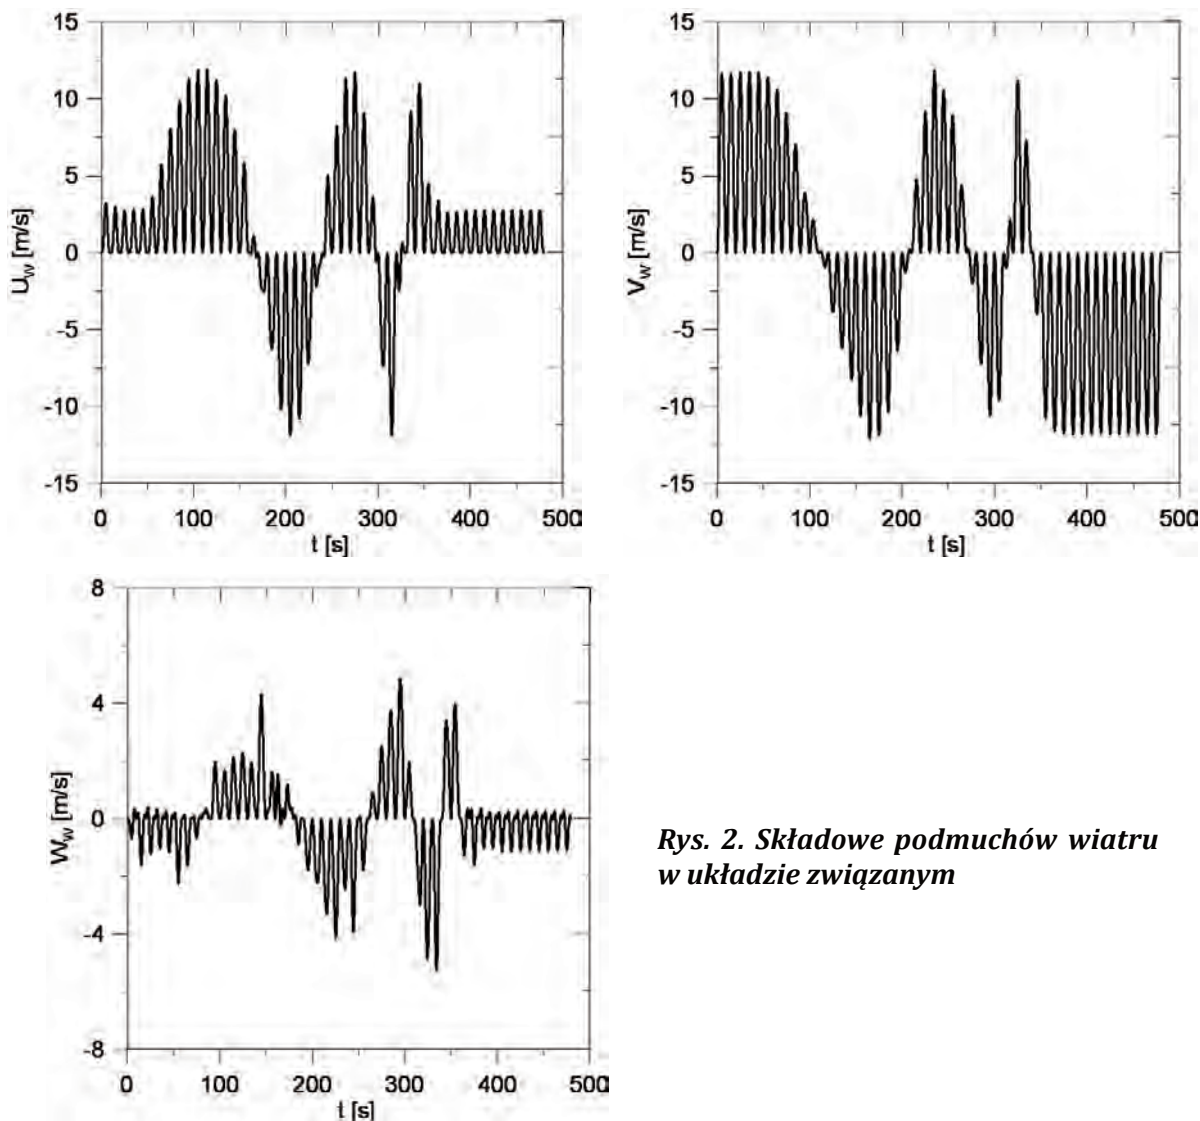 15
10
5
0
-5
-10
-15
U_w [m/s]
0 100 200 300 400 500
t [s]
15
10
5
0
-5
-10
-15
V_w [m/s]
0 100 200 300 400 500
t [s]
8
4
0
-4
-8
W_w [m/s]
0 100 200 300 400 500
t [s]
Rys. 2. Składowe podmuchów wiatru
w układzie związanym